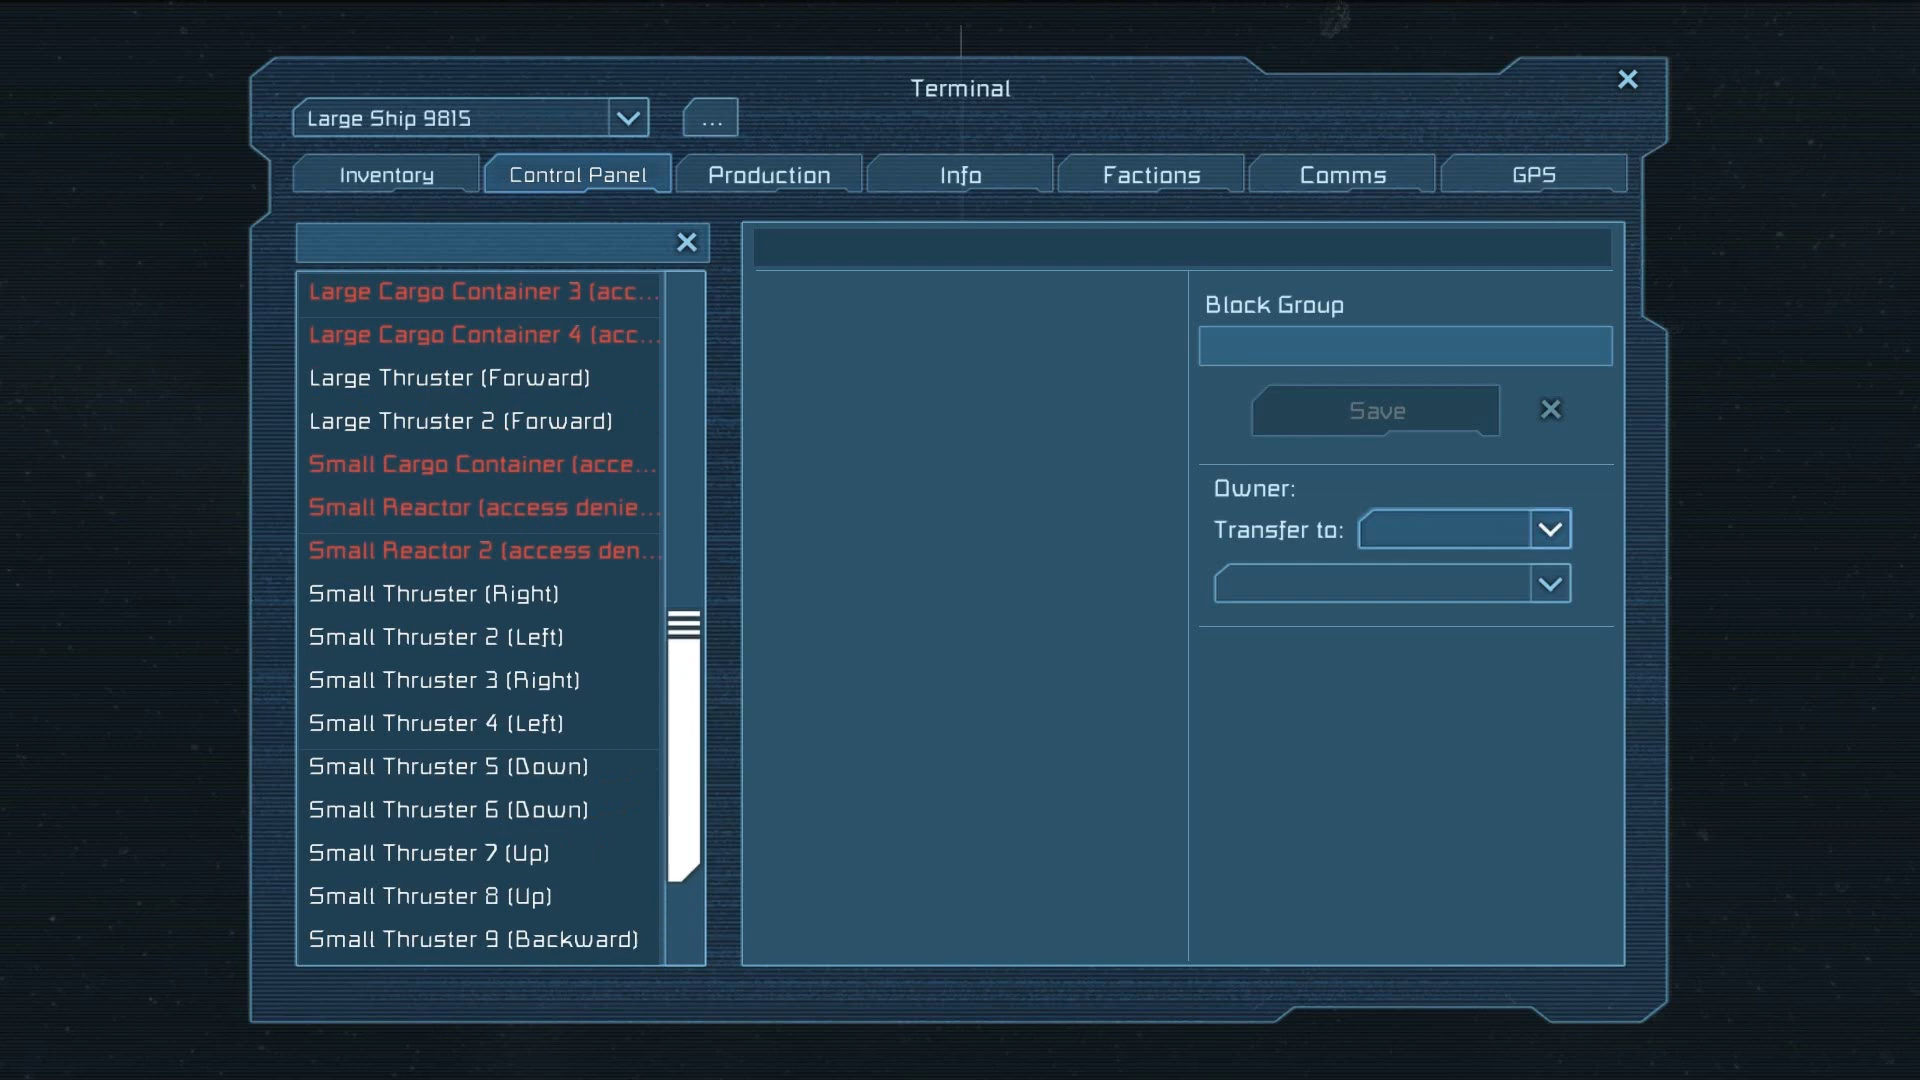 Terminal
Large Ship 9815
...
Inventory
Control Panel
Production
Info
Factions
Comms
GPS
Large Cargo Container 3 (acc...
Large Cargo Container 4 (acc...
Large Thruster (Forward)
Large Thruster 2 (Forward)
Small Cargo Container (acce...
Small Reactor (access denie...
Small Reactor 2 (access den...
Small Thruster (Right)
Small Thruster 2 (Left)
Small Thruster 3 (Right)
Small Thruster 4 (Left)
Small Thruster 5 (Down)
Small Thruster 6 (Down)
Small Thruster 7 (Up)
Small Thruster 8 (Up)
Small Thruster 9 (Backward)
Block Group
Save
Owner:
Transfer to: